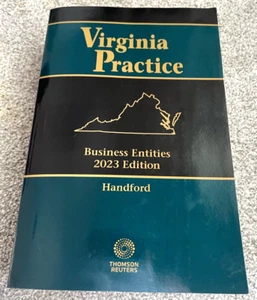 Virginia
Practice
Business Entities
2023 Edition
Handford
THOMSON
REUTERS